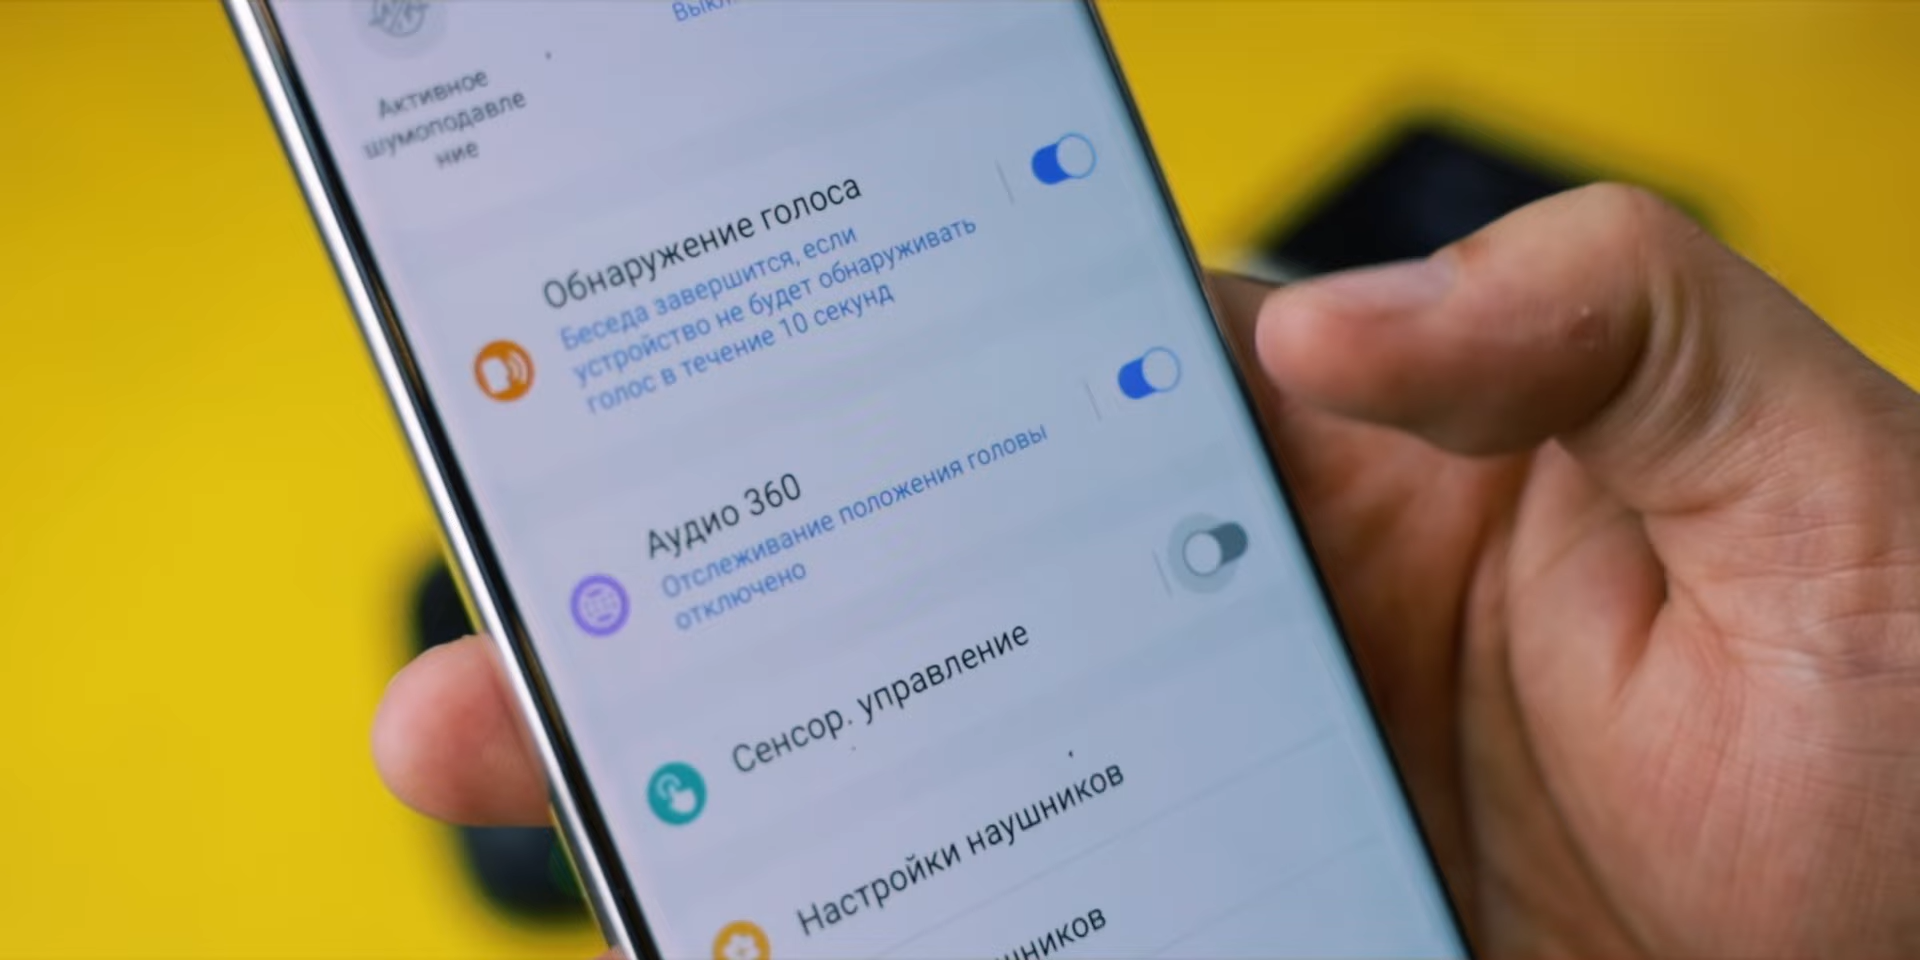 Активное
шумоподавле
ние
Обнаружение голоса
Беседа завершится, если
устройство не будет обнаруживать
голос в течение 10 секунд
Аудио 360
Отслеживание положения головы
отключено
Сенсор. управление
Настройки наушников